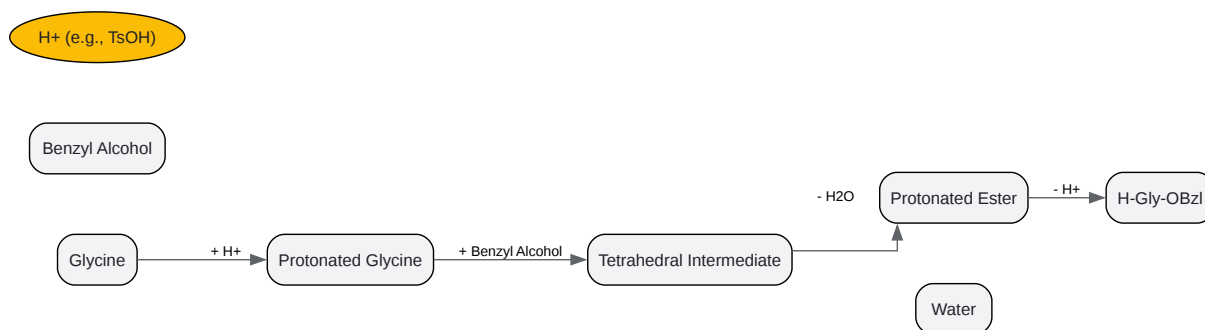 H+ (e.g., TsOH)
Benzyl Alcohol
Glycine
+ H+
Protonated Glycine
+ Benzyl Alcohol
Tetrahedral Intermediate
- H2O
Protonated Ester
- H+
H-Gly-OBzl
Water